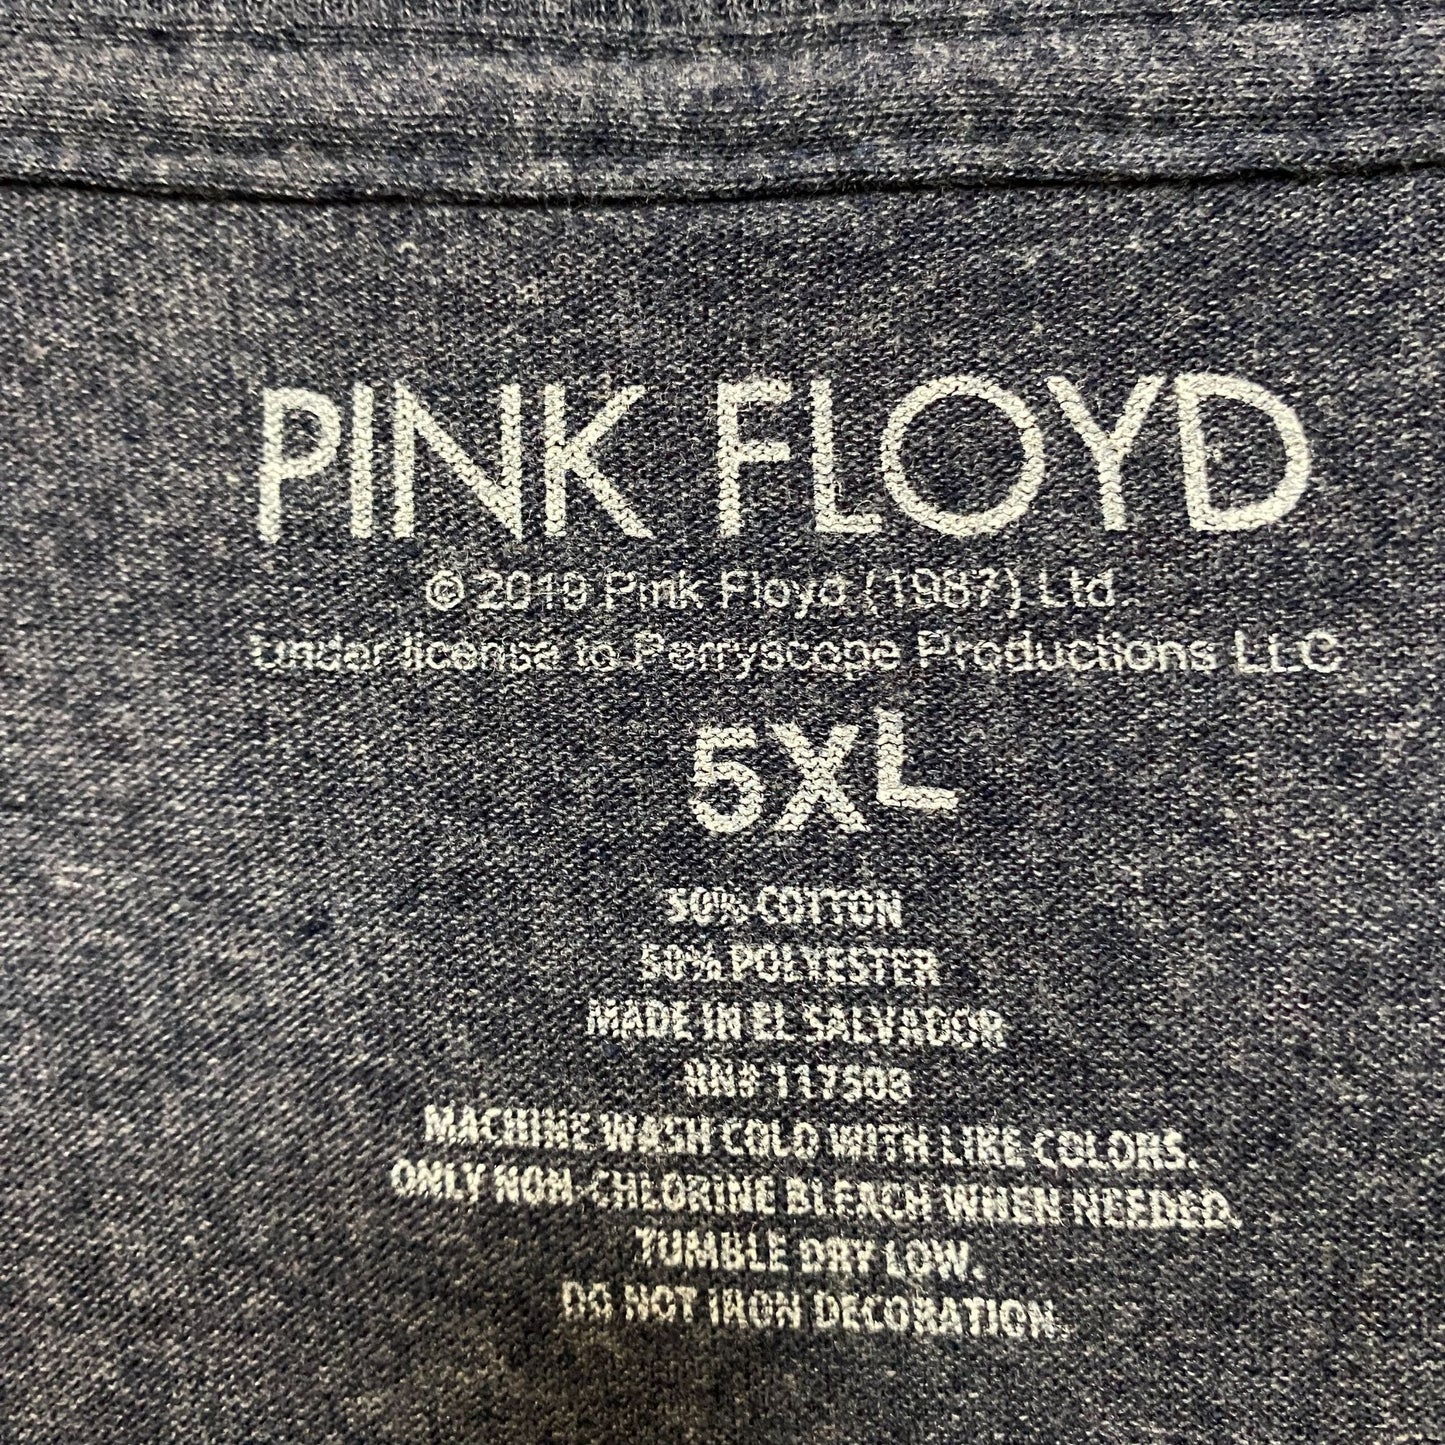 PINK FLOYD
© 2019 Pink Floyd (1987) Ltd.
under license to Perryscope Productions LLC
5XL
50% COTTON
50% POLYESTER
MADE IN EL SALVADOR
RN# 117508
MACHINE WASH COLD WITH LIKE COLORS.
ONLY NON-CHLORINE BLEACH WHEN NEEDED.
TUMBLE DRY LOW.
DO NOT IRON DECORATION.